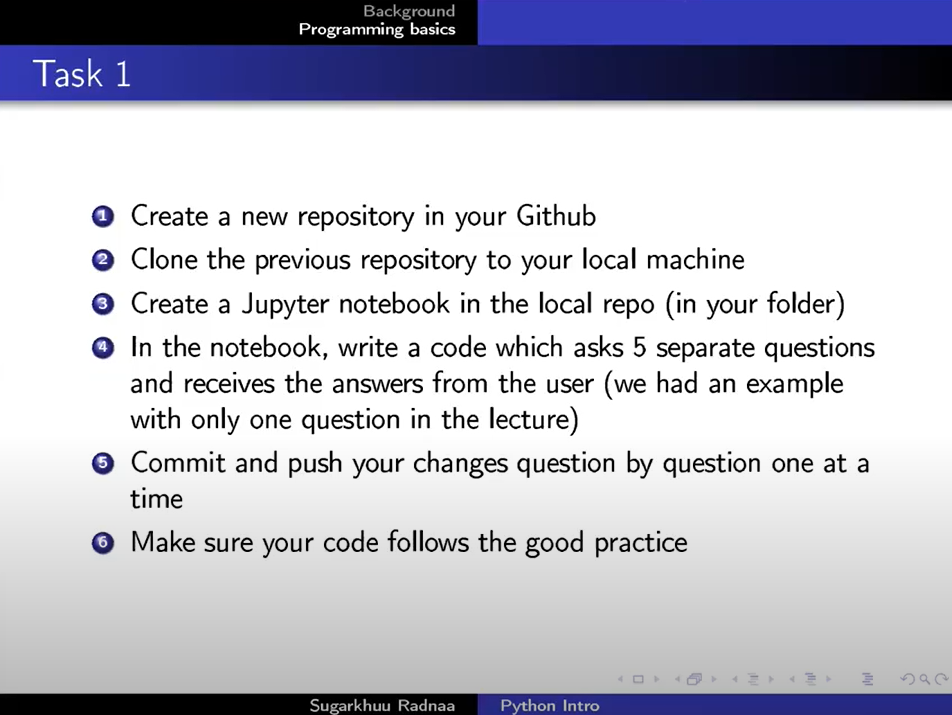 Background
Programming basics
Task 1
1 Create a new repository in your Github
2 Clone the previous repository to your local machine
3 Create a Jupyter notebook in the local repo (in your folder)
4 In the notebook, write a code which asks 5 separate questions
and receives the answers from the user (we had an example
with only one question in the lecture)
5 Commit and push your changes question by question one at a
time
6 Make sure your code follows the good practice
Sugarkhuu Radnaa Python Intro